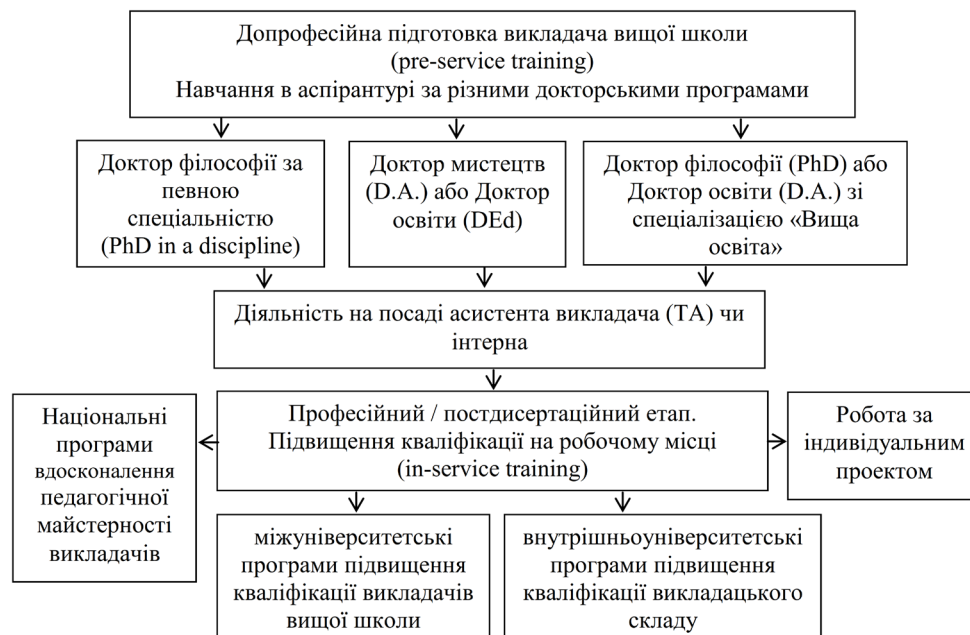 Допрофесійна підготовка викладача вищої школи
(pre-service training)
Навчання в аспірантурі за різними докторськими програмами
Доктор філософії за
певною
спеціальністю
(PhD in a discipline)
Доктор мистецтв
(D.A.) або Доктор
освіти (DEd)
Доктор філософії (PhD) або
Доктор освіти (D.A.) зі
спеціалізацією «Вища
освіта»
Діяльність на посаді асистента викладача (ТА) чи
інтерна
Національні
програми
вдосконалення
педагогічної
майстерності
викладачів
Професійний / постдисертаційний етап.
Підвищення кваліфікації на робочому місці
(in-service training)
Робота за
індивідуальним
проектом
міжуніверситетські
програми підвищення
кваліфікації викладачів
вищої школи
внутрішньоуніверситетські
програми підвищення
кваліфікації викладацького
складу